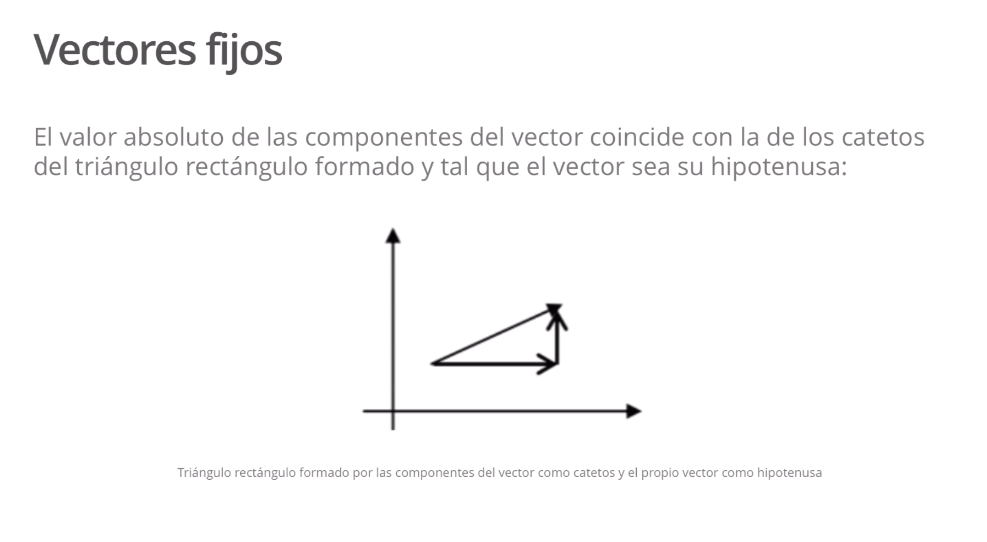 Vectores fijos
El valor absoluto de las componentes del vector coincide con la de los catetos
del triángulo rectángulo formado y tal que el vector sea su hipotenusa:
Triángulo rectángulo formado por las componentes del vector como catetos y el propio vector como hipotenusa